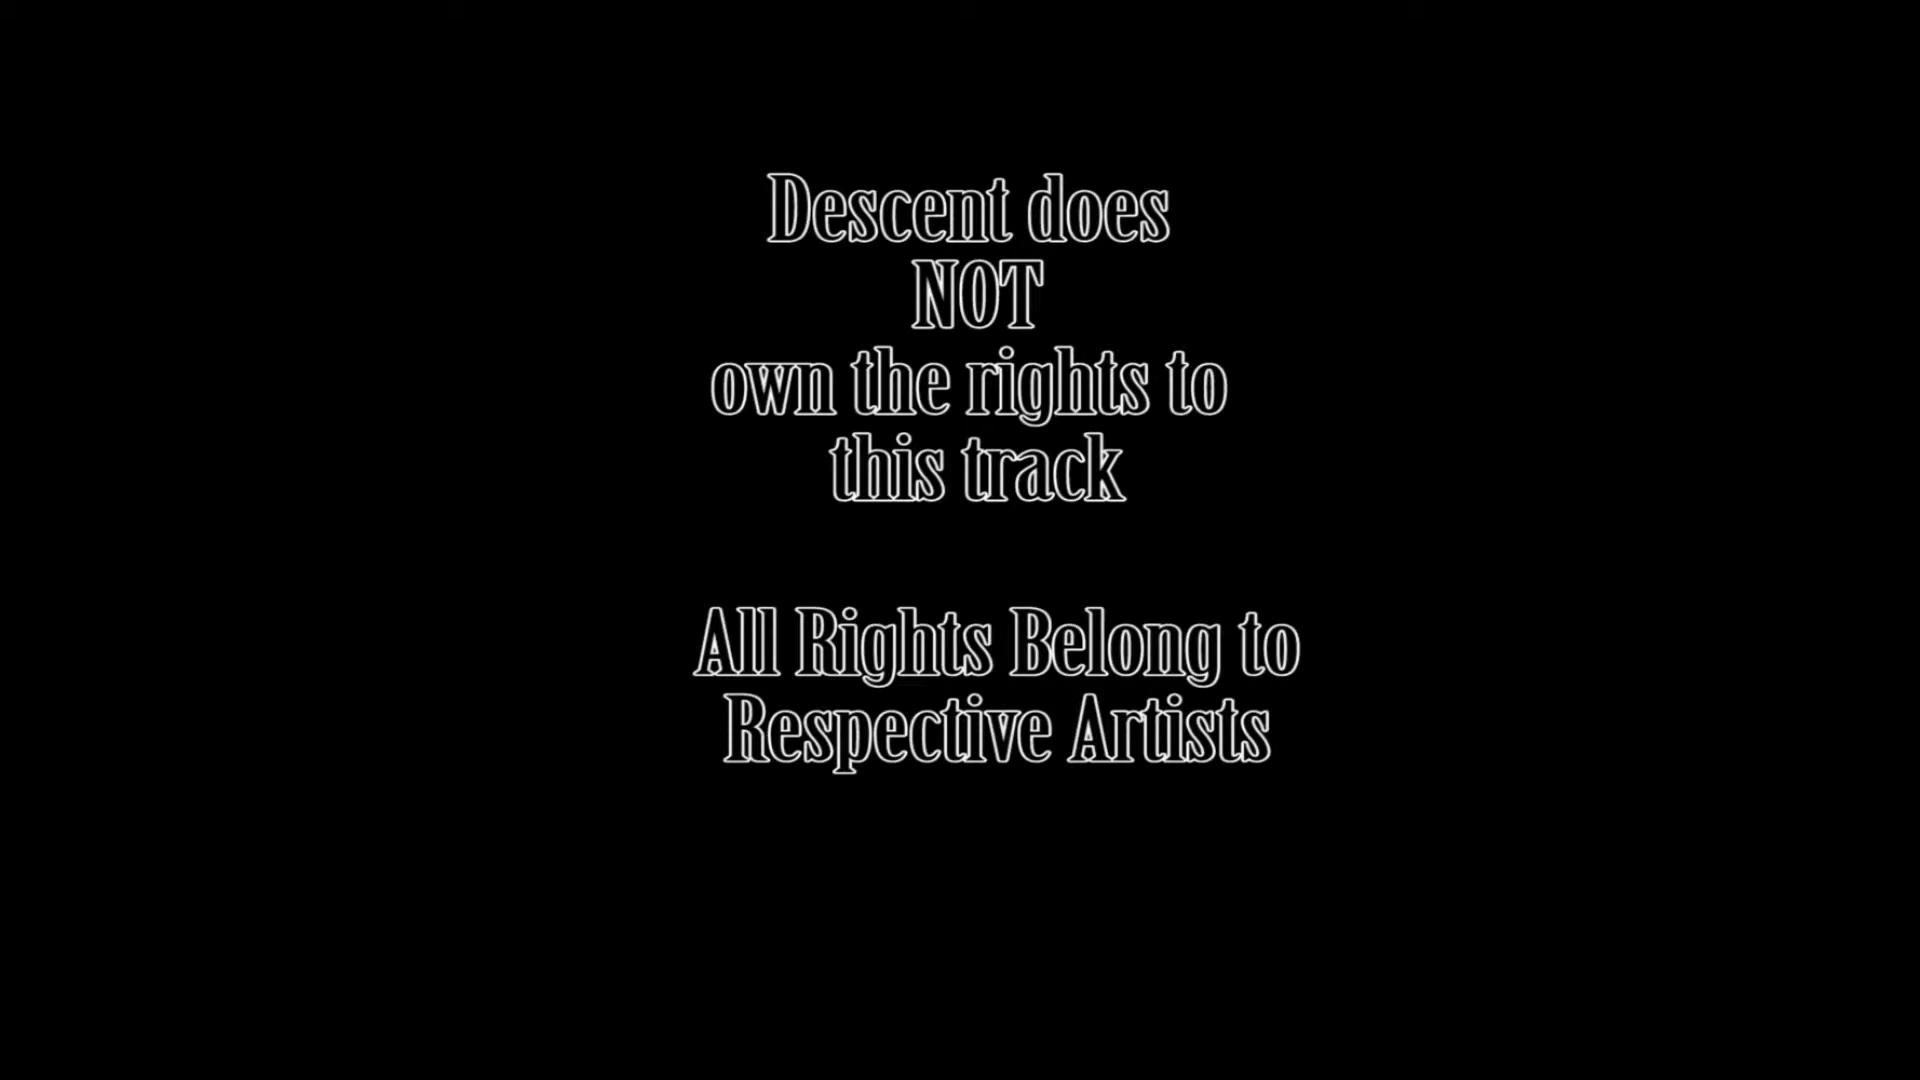 Descent does
NOT
own the rights to
this track
All Rights Belong to
Respective Artists